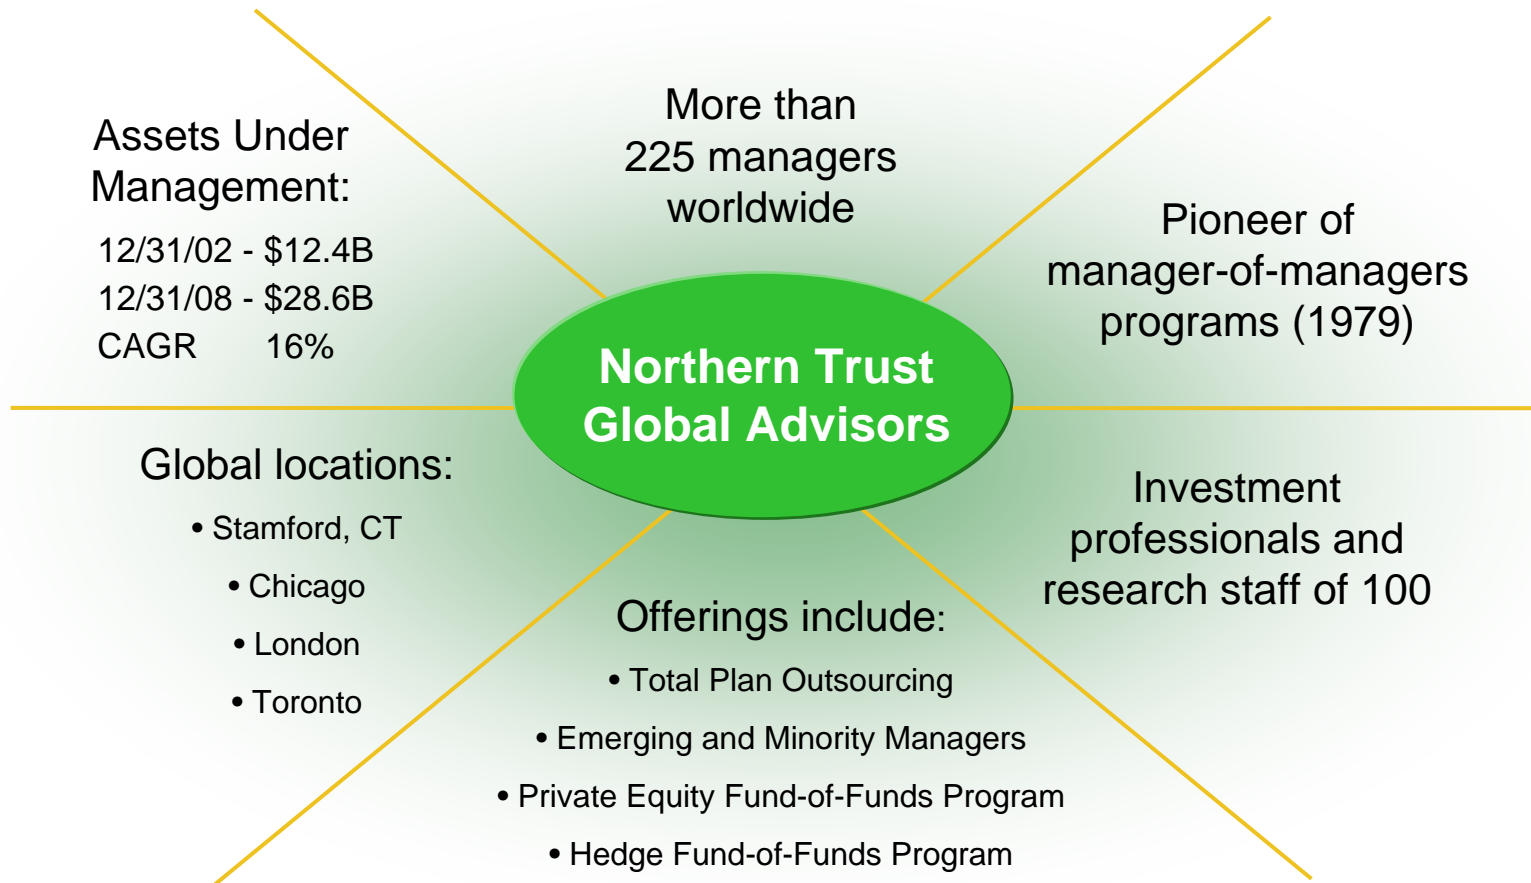 Assets Under
Management:
12/31/02 - $12.4B
12/31/08 - $28.6B
CAGR 16%
More than
225 managers
worldwide
Pioneer of
manager-of-managers
programs (1979)
Northern Trust
Global Advisors
Global locations:
• Stamford, CT
• Chicago
• London
• Toronto
Offerings include:
• Total Plan Outsourcing
• Emerging and Minority Managers
• Private Equity Fund-of-Funds Program
• Hedge Fund-of-Funds Program
Investment
professionals and
research staff of 100